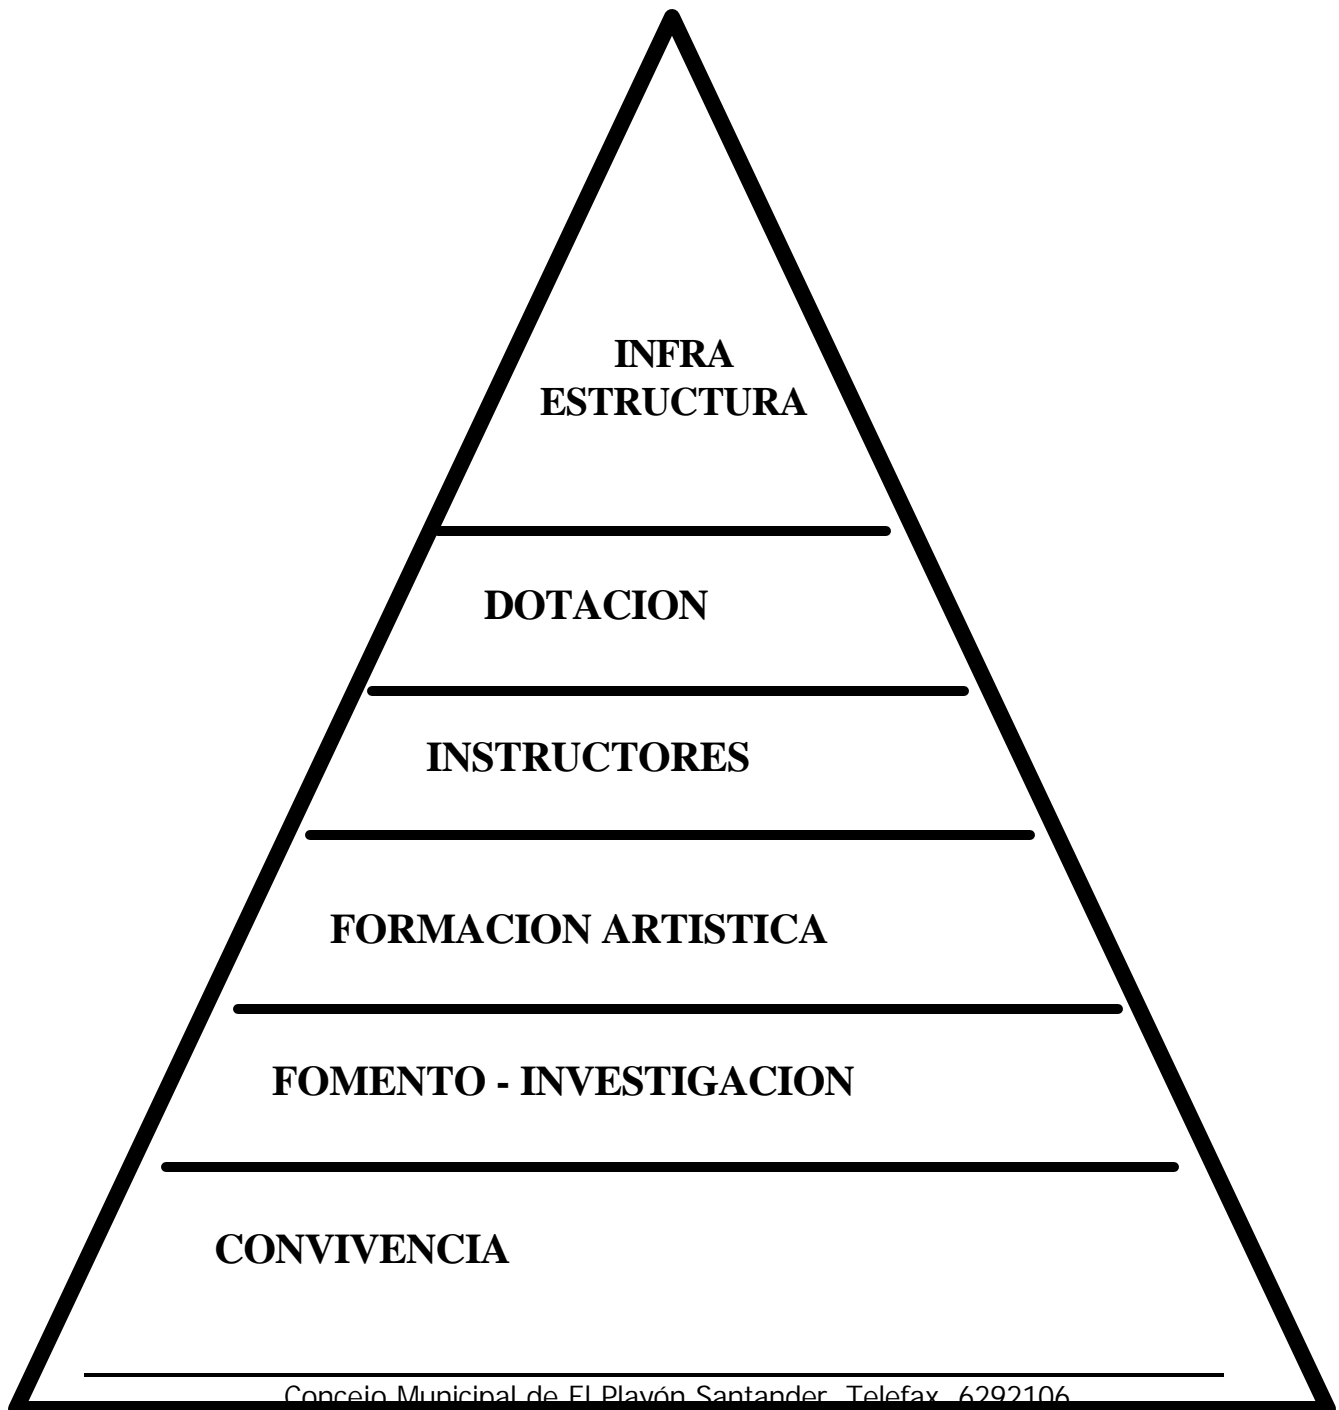 INFRA
ESTRUCTURA
DOTACION
INSTRUCTORES
FORMACION ARTISTICA
FOMENTO - INVESTIGACION
CONVIVENCIA
Concejo Municipal de El Playón Santander. Telefax. 6292106